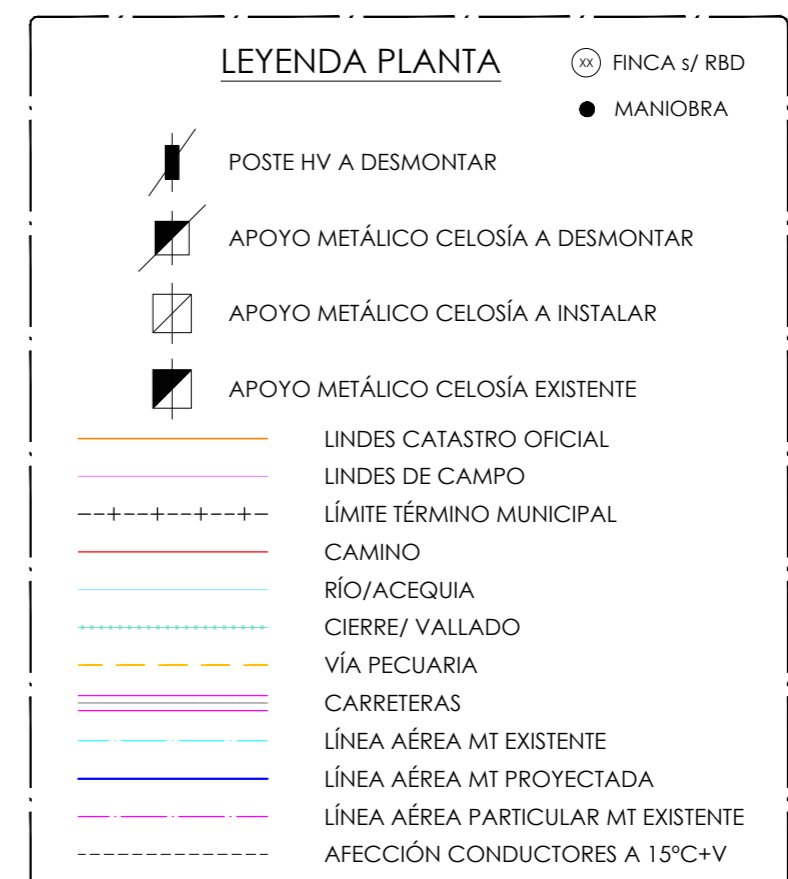 LEYENDA PLANTA
xx FINCA s/ RBD
MANIOBRA
POSTE HV A DESMONTAR
APOYO METÁLICO CELOSÍA A DESMONTAR
APOYO METÁLICO CELOSÍA A INSTALAR
APOYO METÁLICO CELOSÍA EXISTENTE
LINDES CATASTRO OFICIAL
LINDES DE CAMPO
LÍMITE TÉRMINO MUNICIPAL
CAMINO
RÍO/ACEQUIA
CIERRE/ VALLADO
VÍA PECUARIA
CARRETERAS
LÍNEA AÉREA MT EXISTENTE
LÍNEA AÉREA MT PROYECTADA
LÍNEA AÉREA PARTICULAR MT EXISTENTE
AFECCIÓN CONDUCTORES A 15ºC+V